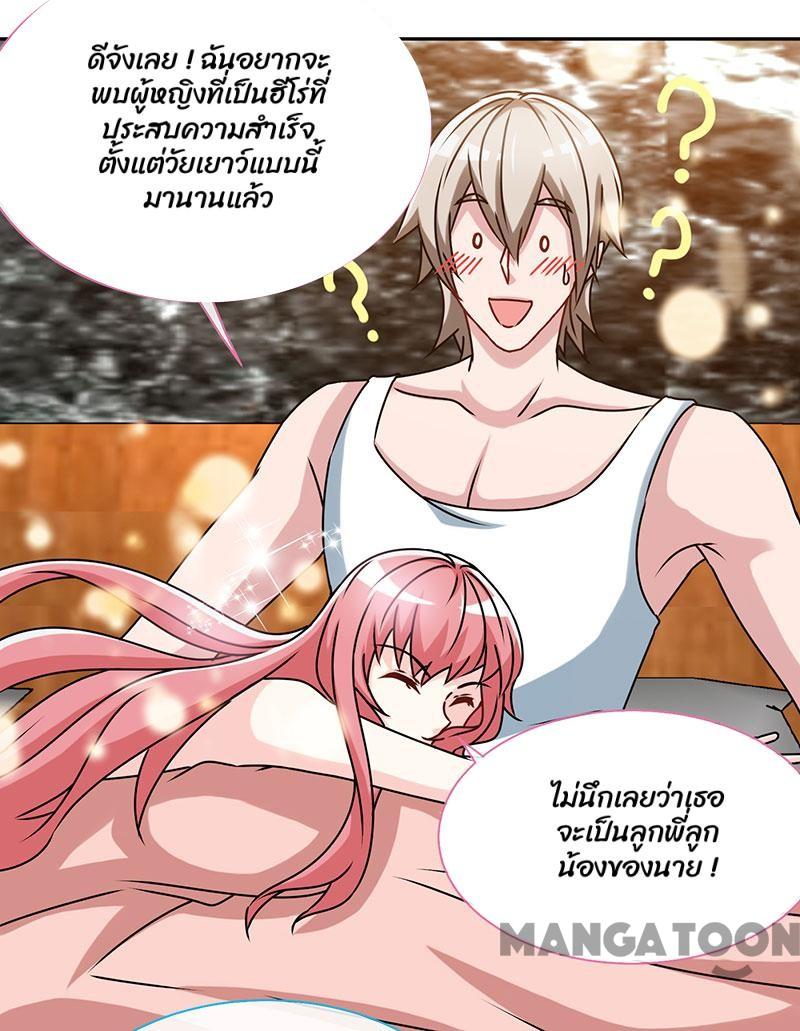 ดีจังเลย ! ฉันอยากจะ
พบผู้หญิงที่เป็นฮีโร่ที่
ประสบความสำเร็จ
ตั้งแต่วัยเยาว์แบบนี้
มานานแล้ว
? ? ?
ไม่นึกเลยว่าเธอ
จะเป็นลูกพี่ลูก
น้องของนาย !
MANGATOON